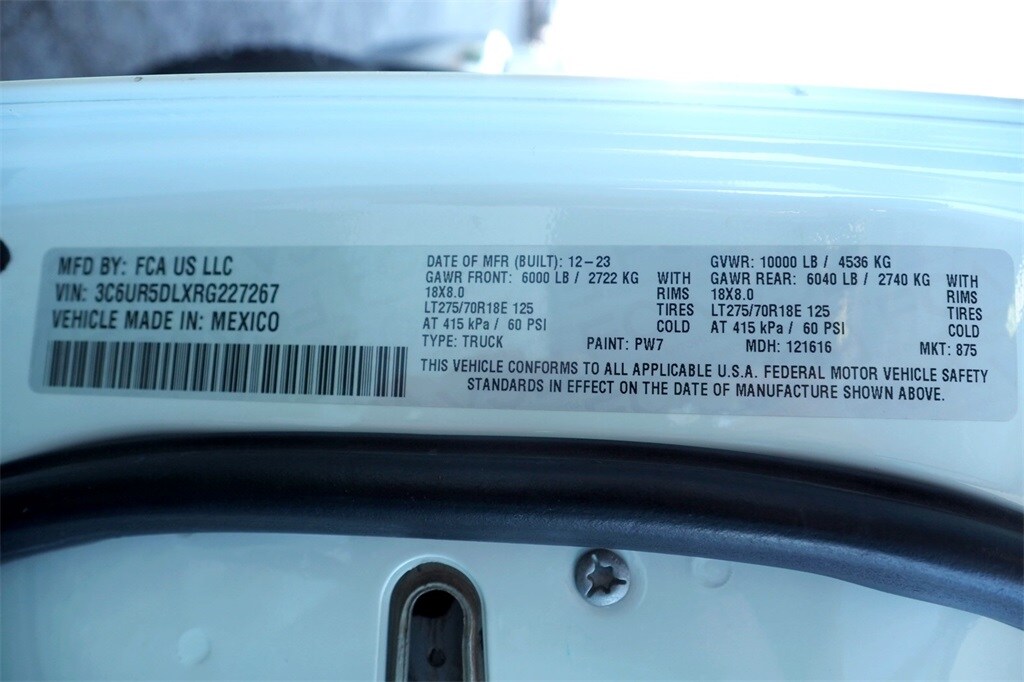 MFD BY: FCA US LLC
VIN: 3C6UR5DLXRG227267
VEHICLE MADE IN: MEXICO
DATE OF MFR (BUILT): 12-23
GAWR FRONT: 6000 LB / 2722 KG WITH
18X8.0 RIMS
LT275/70R18E 125 TIRES
AT 415 kPa / 60 PSI COLD
TYPE: TRUCK PAINT: PW7
GVWR: 10000 LB / 4536 KG
GAWR REAR: 6040 LB / 2740 KG WITH
18X8.0 RIMS
LT275/70R18E 125 TIRES
AT 415 kPa / 60 PSI COLD
MDH: 121616 MKT: 875
THIS VEHICLE CONFORMS TO ALL APPLICABLE U.S.A. FEDERAL MOTOR VEHICLE SAFETY
STANDARDS IN EFFECT ON THE DATE OF MANUFACTURE SHOWN ABOVE.